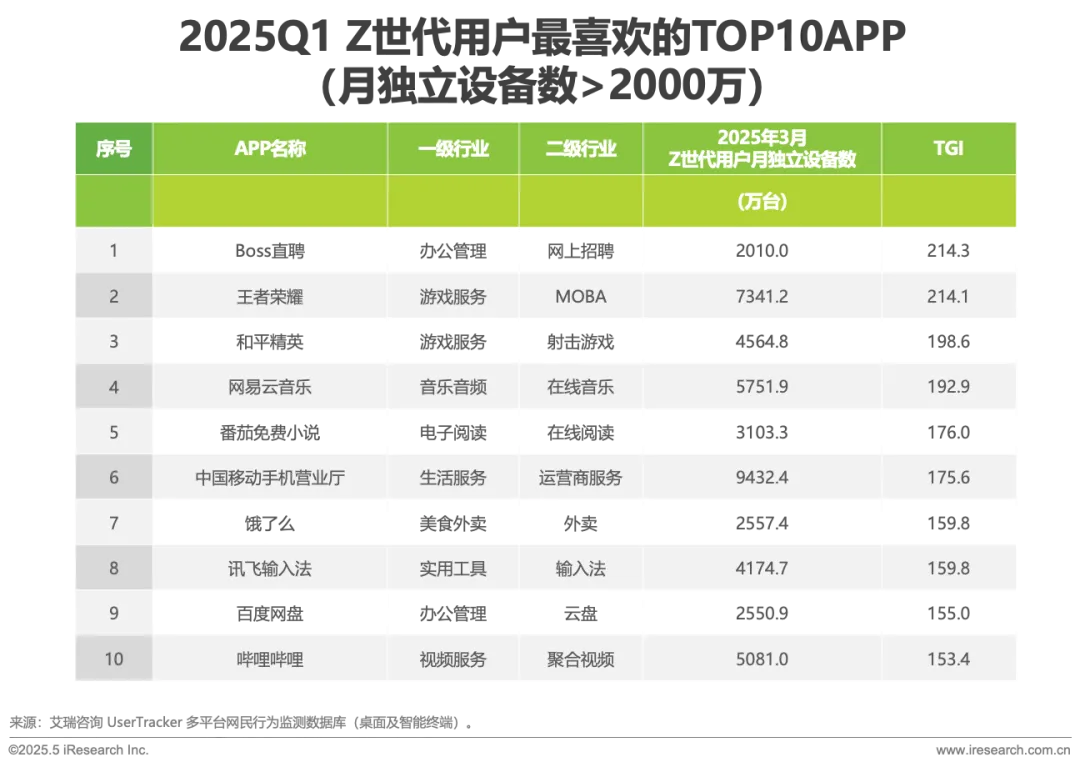 2025Q1 Z世代用户最喜欢的TOP10APP
（月独立设备数>2000万）
序号 APP名称 一级行业 二级行业 2025年3月
Z世代用户月独立设备数 TGI
(万台)
1 Boss直聘 办公管理 网上招聘 2010.0 214.3
2 王者荣耀 游戏服务 MOBA 7341.2 214.1
3 和平精英 游戏服务 射击游戏 4564.8 198.6
4 网易云音乐 音乐音频 在线音乐 5751.9 192.9
5 番茄免费小说 电子阅读 在线阅读 3103.3 176.0
6 中国移动手机营业厅 生活服务 运营商服务 9432.4 175.6
7 饿了么 美食外卖 外卖 2557.4 159.8
8 讯飞输入法 实用工具 输入法 4174.7 159.8
9 百度网盘 办公管理 云盘 2550.9 155.0
10 哔哩哔哩 视频服务 聚合视频 5081.0 153.4
来源：艾瑞咨询 UserTracker 多平台网民行为监测数据库（桌面及智能终端）。
©2025.5 iResearch Inc. www.iresearch.com.cn